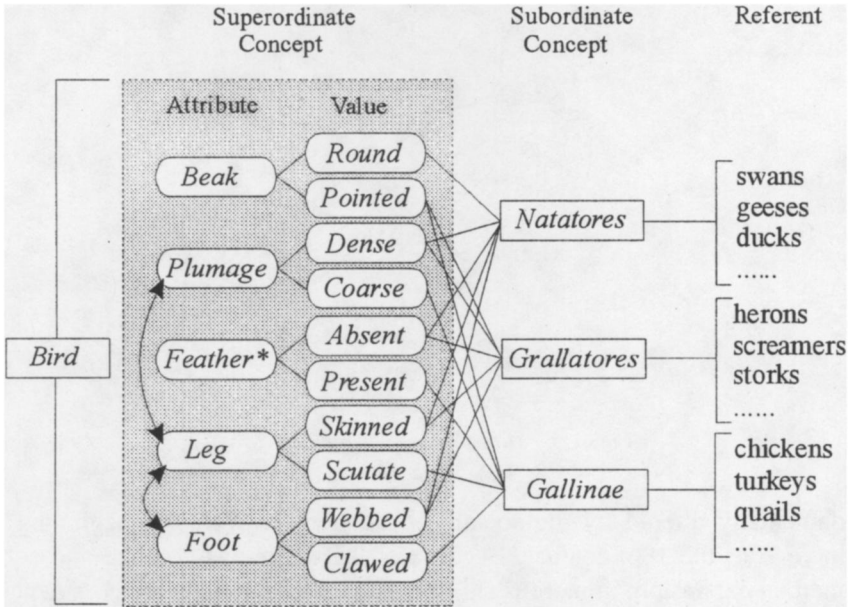 Superordinate
Concept
Subordinate
Concept
Referent
Attribute
Value
Bird
Beak
Plumage
Feather*
Leg
Foot
Round
Pointed
Dense
Coarse
Absent
Present
Skinned
Scutate
Webbed
Clawed
Natatores
Grallatores
Gallinae
swans
geeses
ducks
......
herons
screamers
storks
......
chickens
turkeys
quails
......